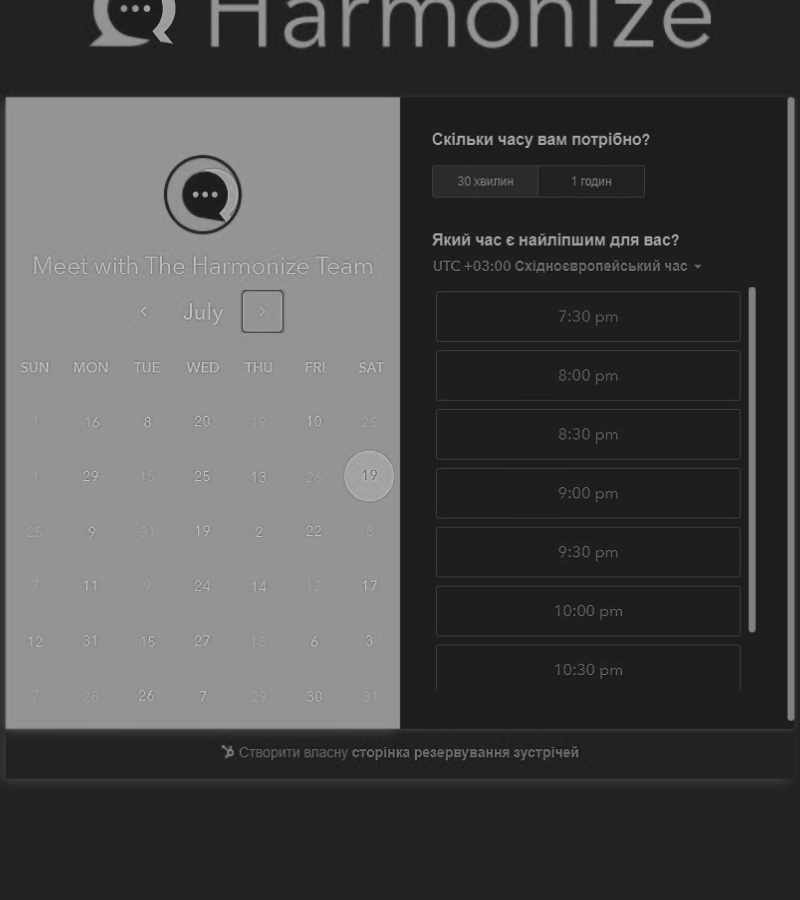 Harmonize
Meet with The Harmonize Team
July
SUN MON TUE WED THU FRI SAT
1 16 8 20 19 10 25
1 29 15 25 13 26 19
25 9 31 19 2 22 8
7 11 9 24 14 12 17
12 31 15 27 18 6 3
7 28 26 7 29 30 31
Скільки часу вам потрібно?
30 хвилин 1 годин
Який час є найліпшим для вас?
UTC +03:00 Східноєвропейський час
7:30 pm
8:00 pm
8:30 pm
9:00 pm
9:30 pm
10:00 pm
10:30 pm
Створити власну сторінка резервування зустрічей